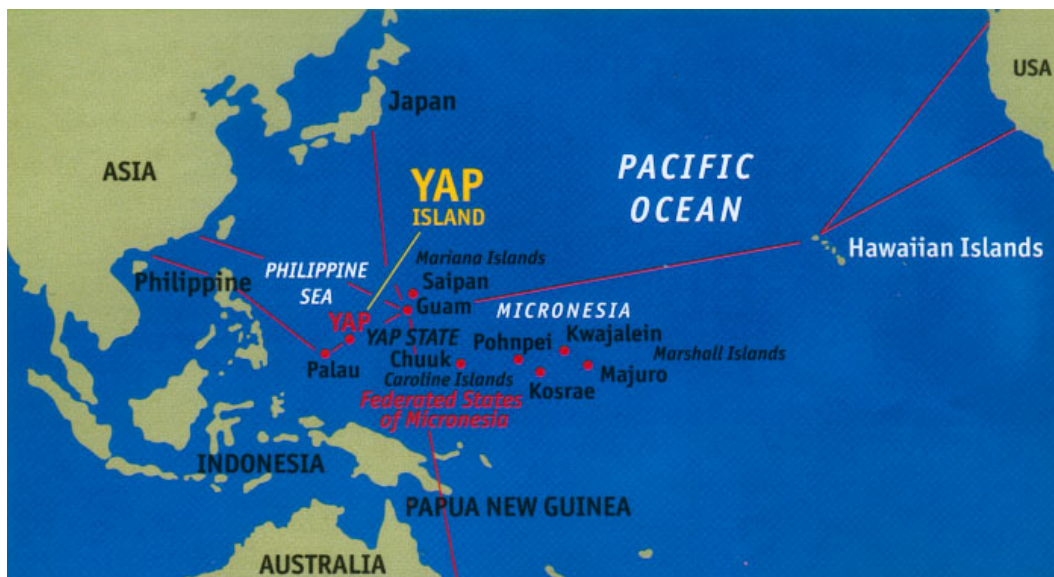 Japan
USA
ASIA
YAP
ISLAND
PACIFIC
OCEAN
Hawaiian Islands
Mariana Islands
Philippine
PHILIPPINE
SEA
Saipan
Guam
MICRONESIA
YAP
YAP STATE
Pohnpei
Kwajalein
Chuuk
Marshall Islands
Palau
Caroline Islands
Kosrae
Majuro
Federated States
of Micronesia
INDONESIA
PAPUA NEW GUINEA
AUSTRALIA